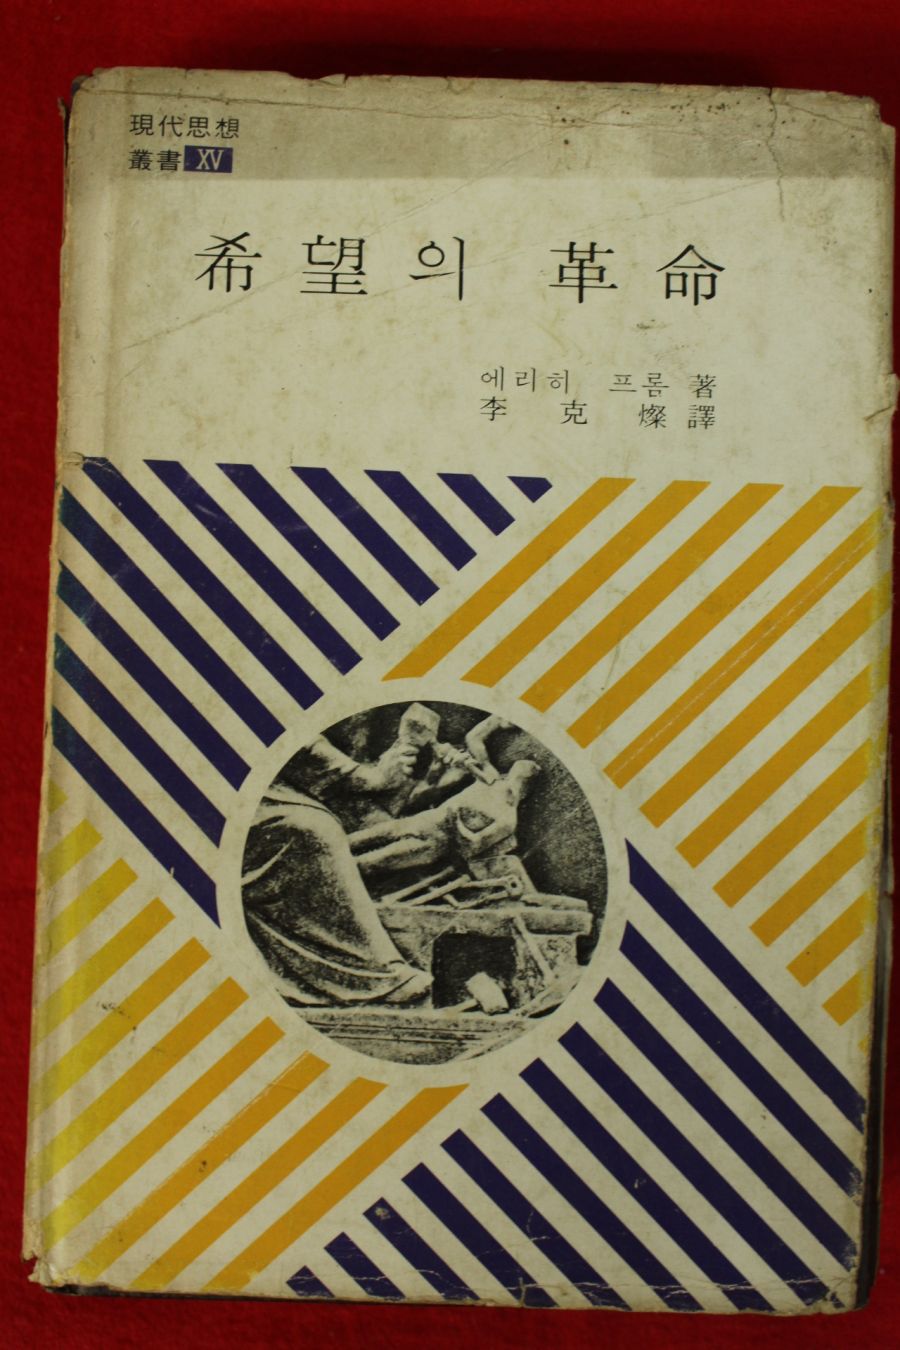 現代思想
叢書 XV
希望의 革命
에리히 프롬 著
李克燦 譯